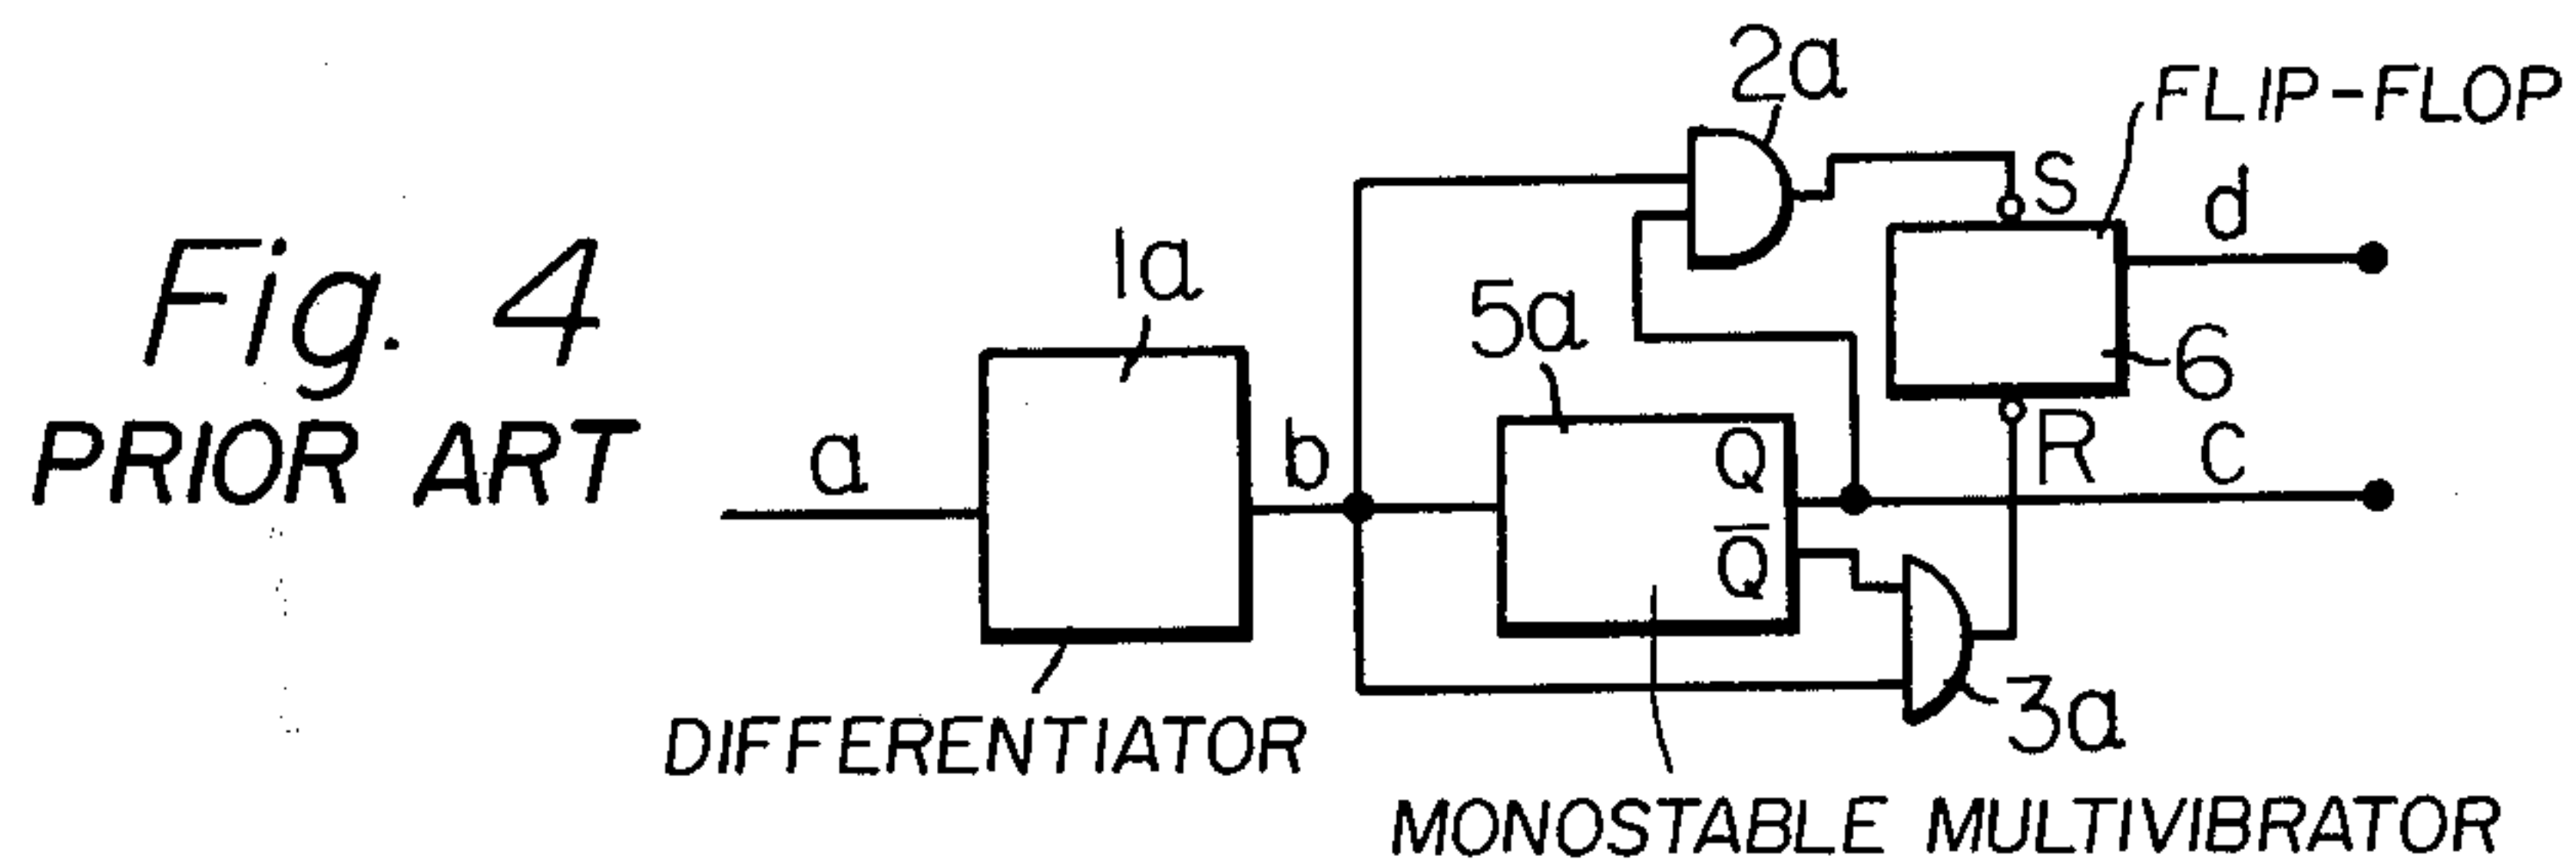 Fig. 4
PRIOR ART
a
1a
DIFFERENTIATOR
b
2a
5a
Q
Q̅
MONOSTABLE MULTIVIBRATOR
3a
S
R
FLIP-FLOP
6
d
c